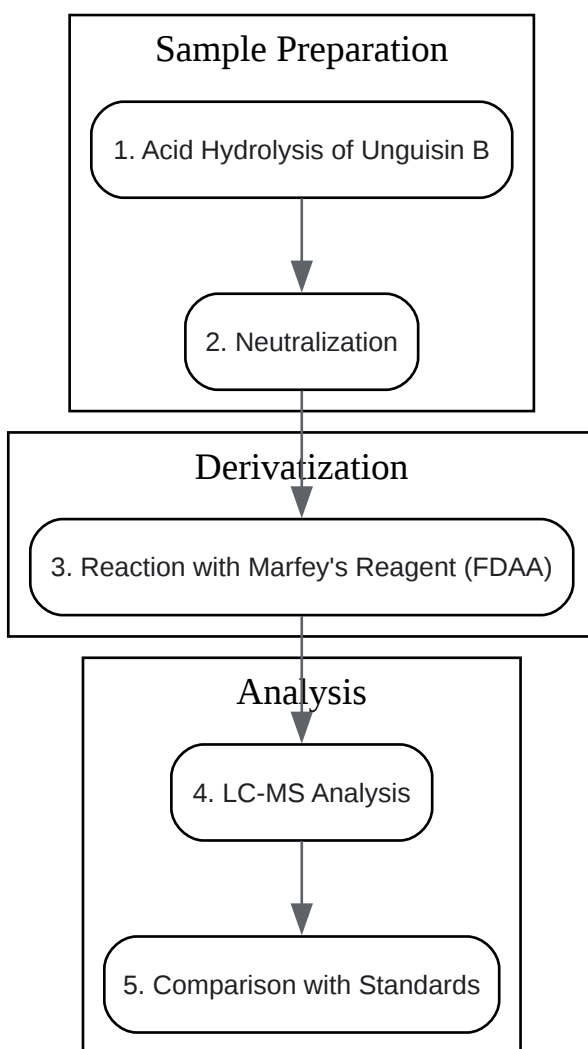 Sample Preparation
1. Acid Hydrolysis of Unguisin B
2. Neutralization
Derivatization
3. Reaction with Marfey's Reagent (FDAA)
Analysis
4. LC-MS Analysis
5. Comparison with Standards